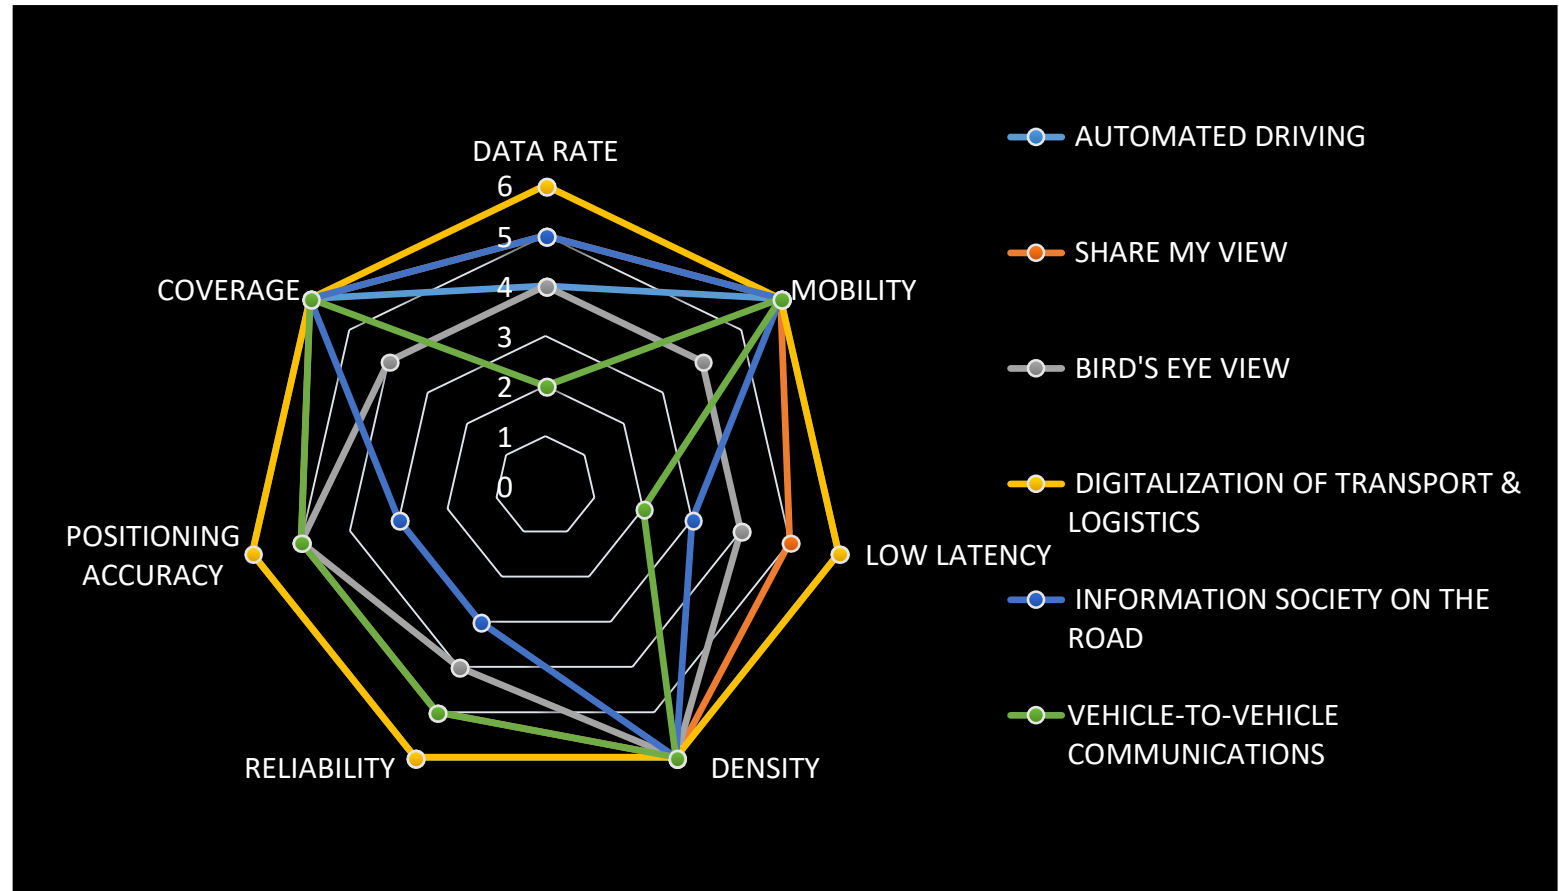 DATA RATE
6
5
4
3
2
1
0
COVERAGE
MOBILITY
POSITIONING
ACCURACY
LOW LATENCY
RELIABILITY
DENSITY
AUTOMATED DRIVING
SHARE MY VIEW
BIRD'S EYE VIEW
DIGITALIZATION OF TRANSPORT &
LOGISTICS
INFORMATION SOCIETY ON THE
ROAD
VEHICLE-TO-VEHICLE
COMMUNICATIONS